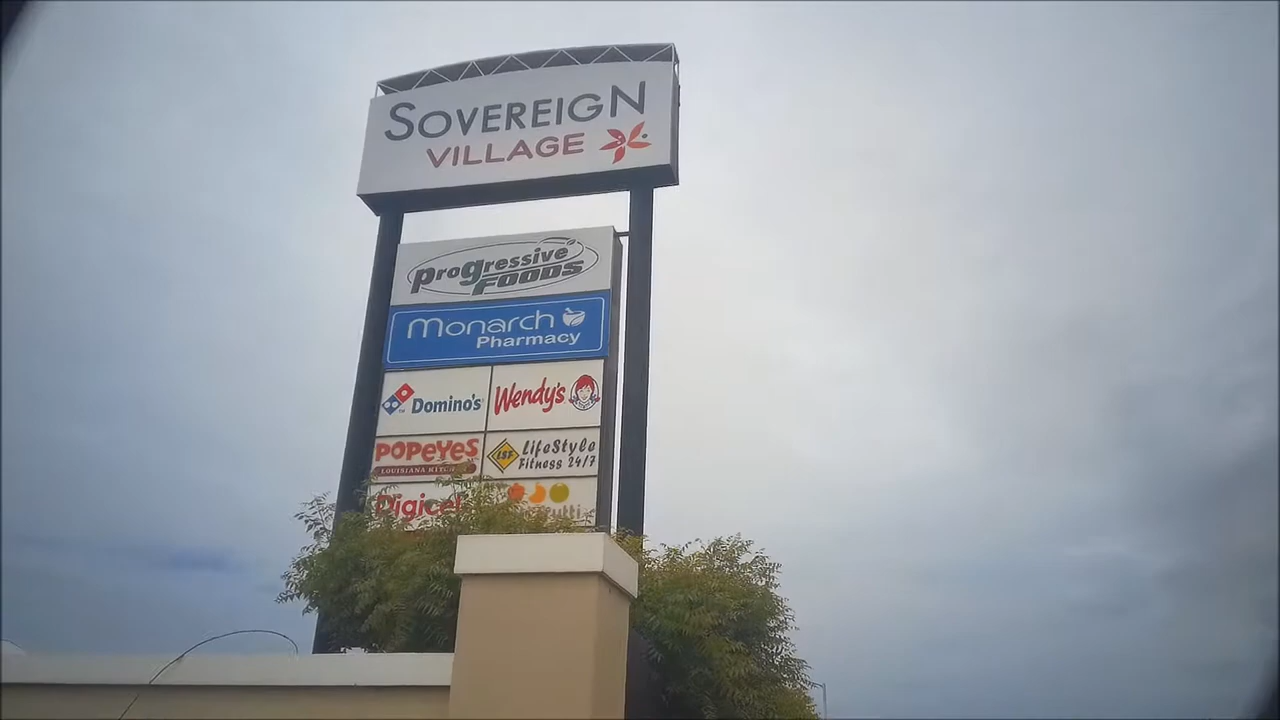 SOVEREIGN
VILLAGE
progressive
FOODS
Monarch
Pharmacy
Domino's
Wendy's
POPEYES
LOUISIANA KITCHEN
LSF
LifeStyle
Fitness 24/7
Digicel